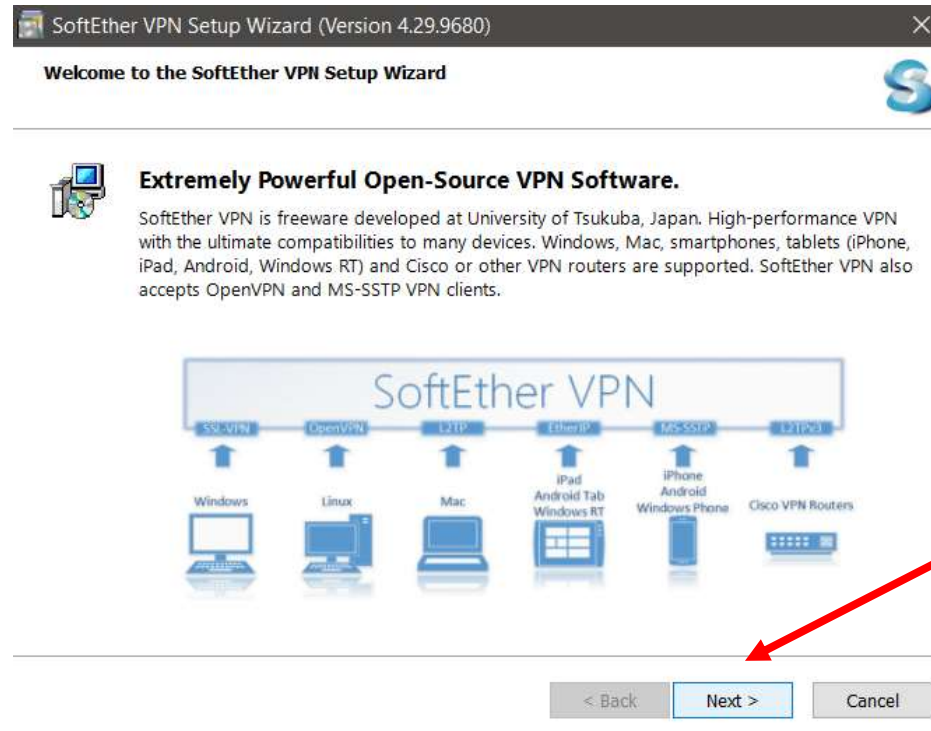 SoftEther VPN Setup Wizard (Version 4.29.9680)
Welcome to the SoftEther VPN Setup Wizard
Extremely Powerful Open-Source VPN Software.
SoftEther VPN is freeware developed at University of Tsukuba, Japan. High-performance VPN
with the ultimate compatibilities to many devices. Windows, Mac, smartphones, tablets (iPhone,
iPad, Android, Windows RT) and Cisco or other VPN routers are supported. SoftEther VPN also
accepts OpenVPN and MS-SSTP VPN clients.
SoftEther VPN
SSL-VPN OpenVPN L2TP EtherIP MS-SSTP L2TPv3
Windows
Linux
Mac
iPad
Android Tab
Windows RT
iPhone
Android
Windows Phone
Cisco VPN Routers
< Back Next > Cancel